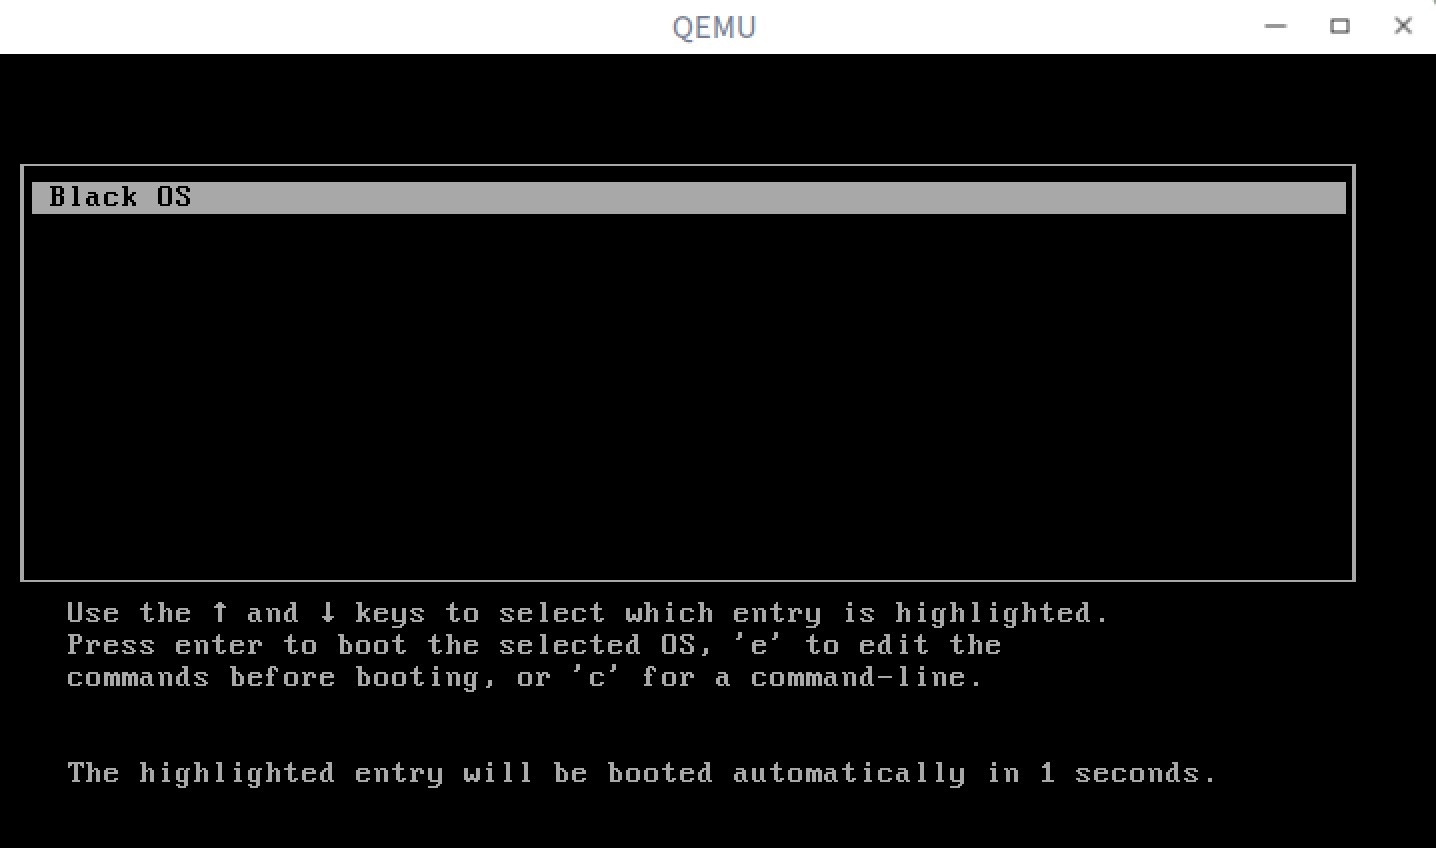 QEMU
Black OS
Use the ↑ and ↓ keys to select which entry is highlighted.
Press enter to boot the selected OS, 'e' to edit the
commands before booting, or 'c' for a command-line.
The highlighted entry will be booted automatically in 1 seconds.